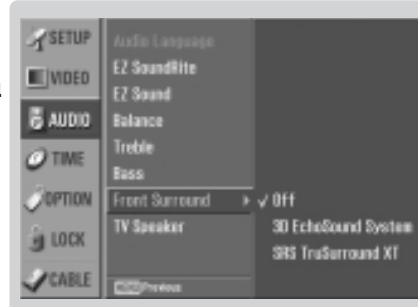 SETUP
VIDEO
AUDIO
TIME
OPTION
LOCK
CABLE
Audio Language
EZ SoundRite
EZ Sound
Balance
Treble
Bass
Front Surround
TV Speaker
Previous
√ Off
3D EchoSound System
SRS TruSurround XT